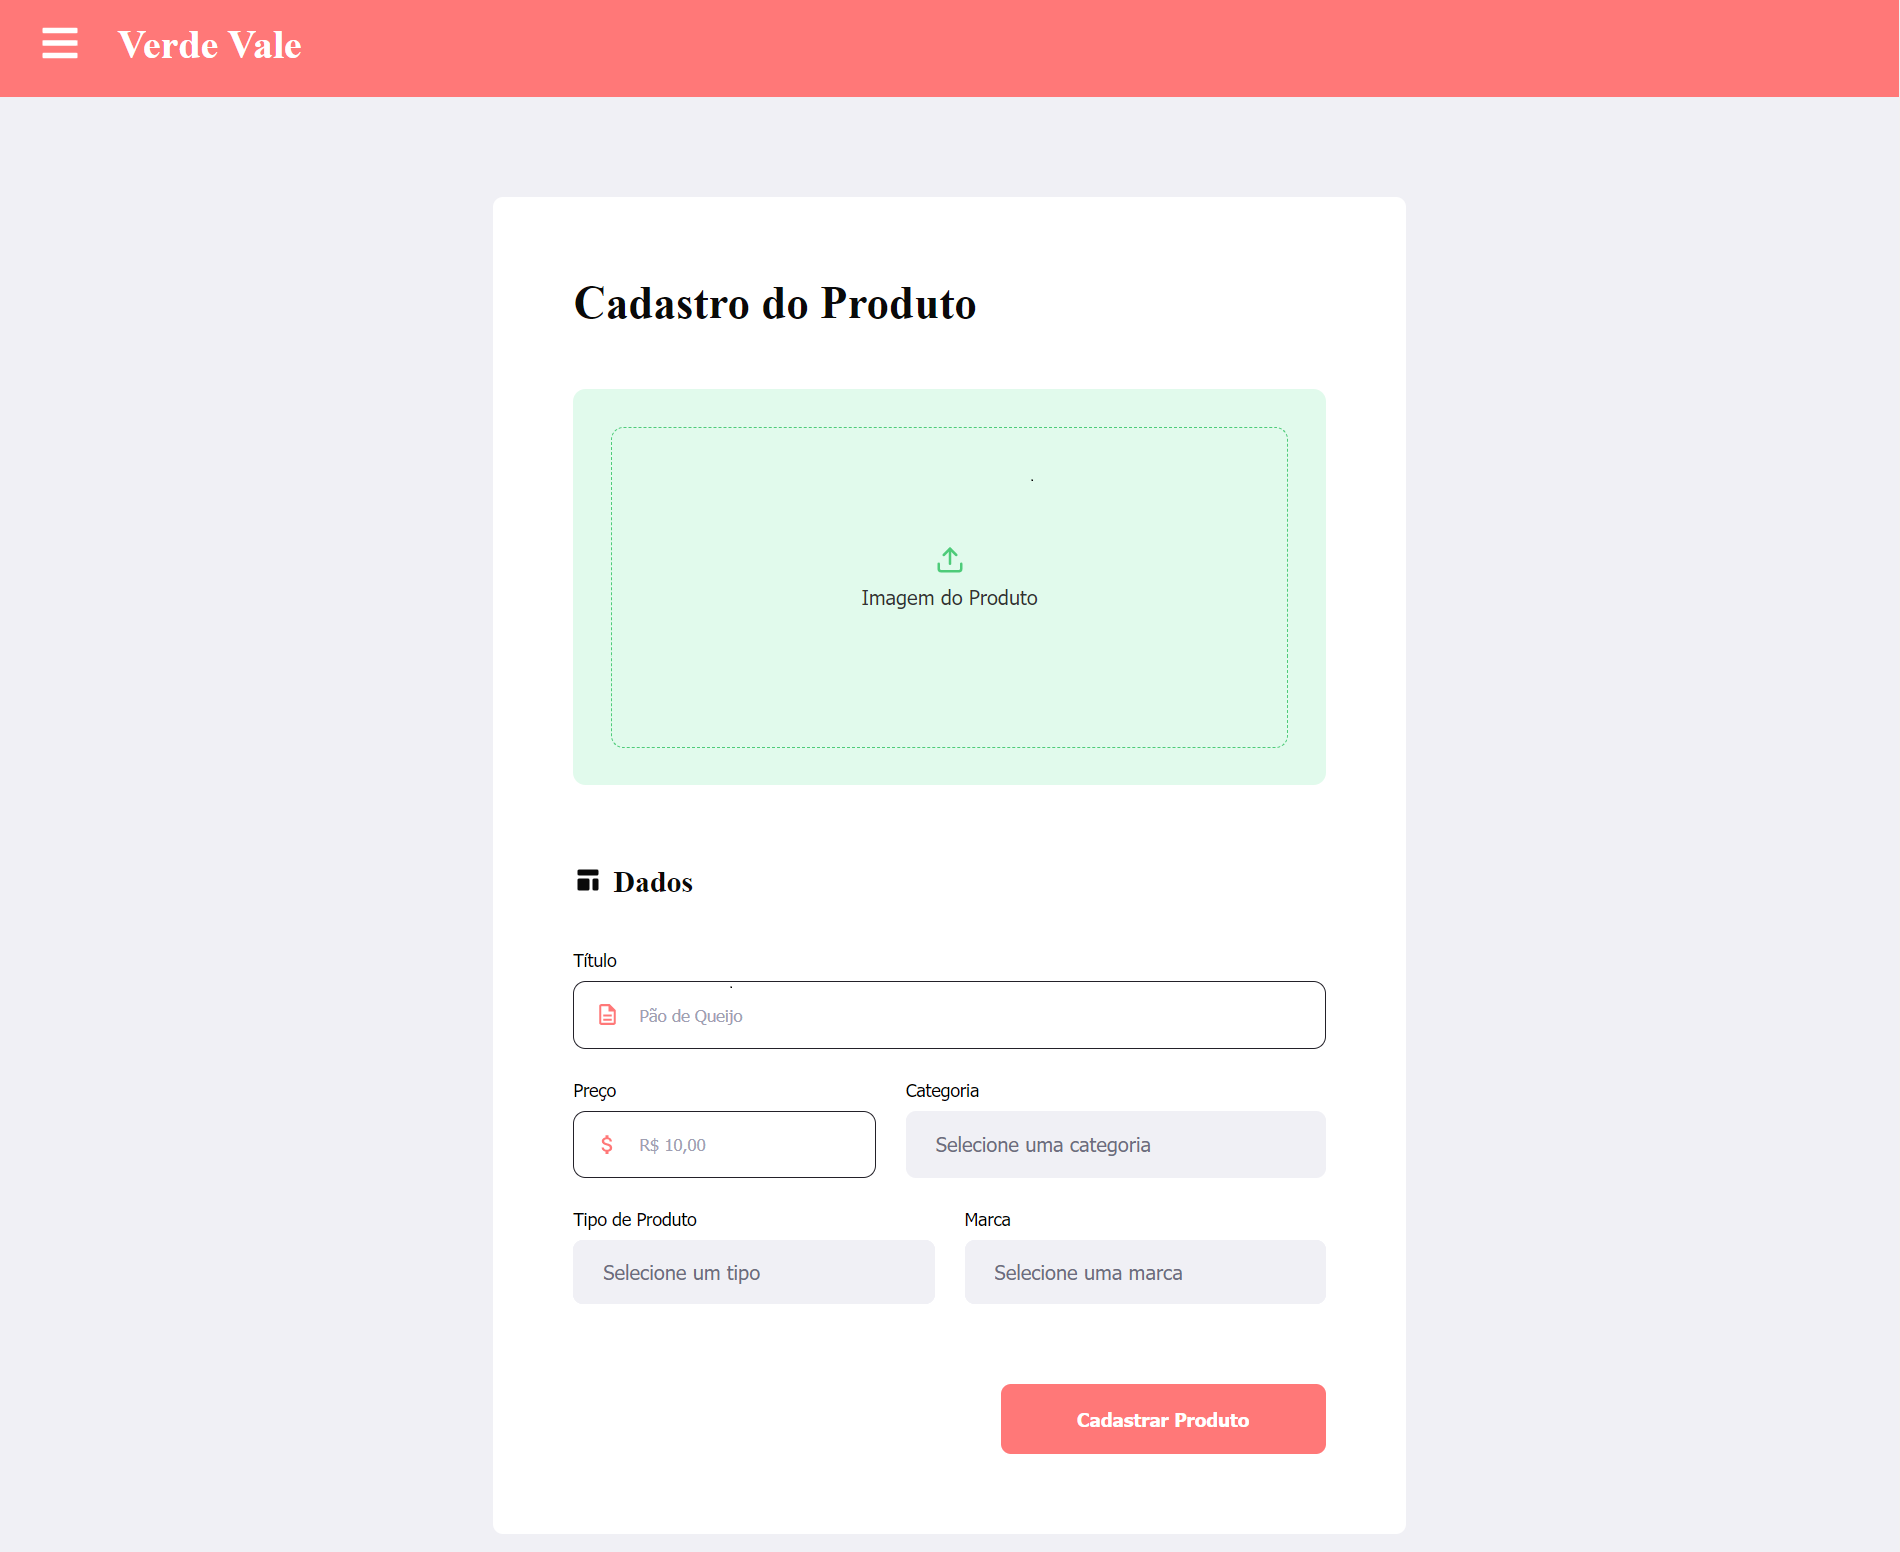 Verde Vale
Cadastro do Produto
Imagem do Produto
Dados
Título
Pão de Queijo
Preço
Categoria
R$ 10,00
Selecione uma categoria
Tipo de Produto
Marca
Selecione um tipo
Selecione uma marca
Cadastrar Produto